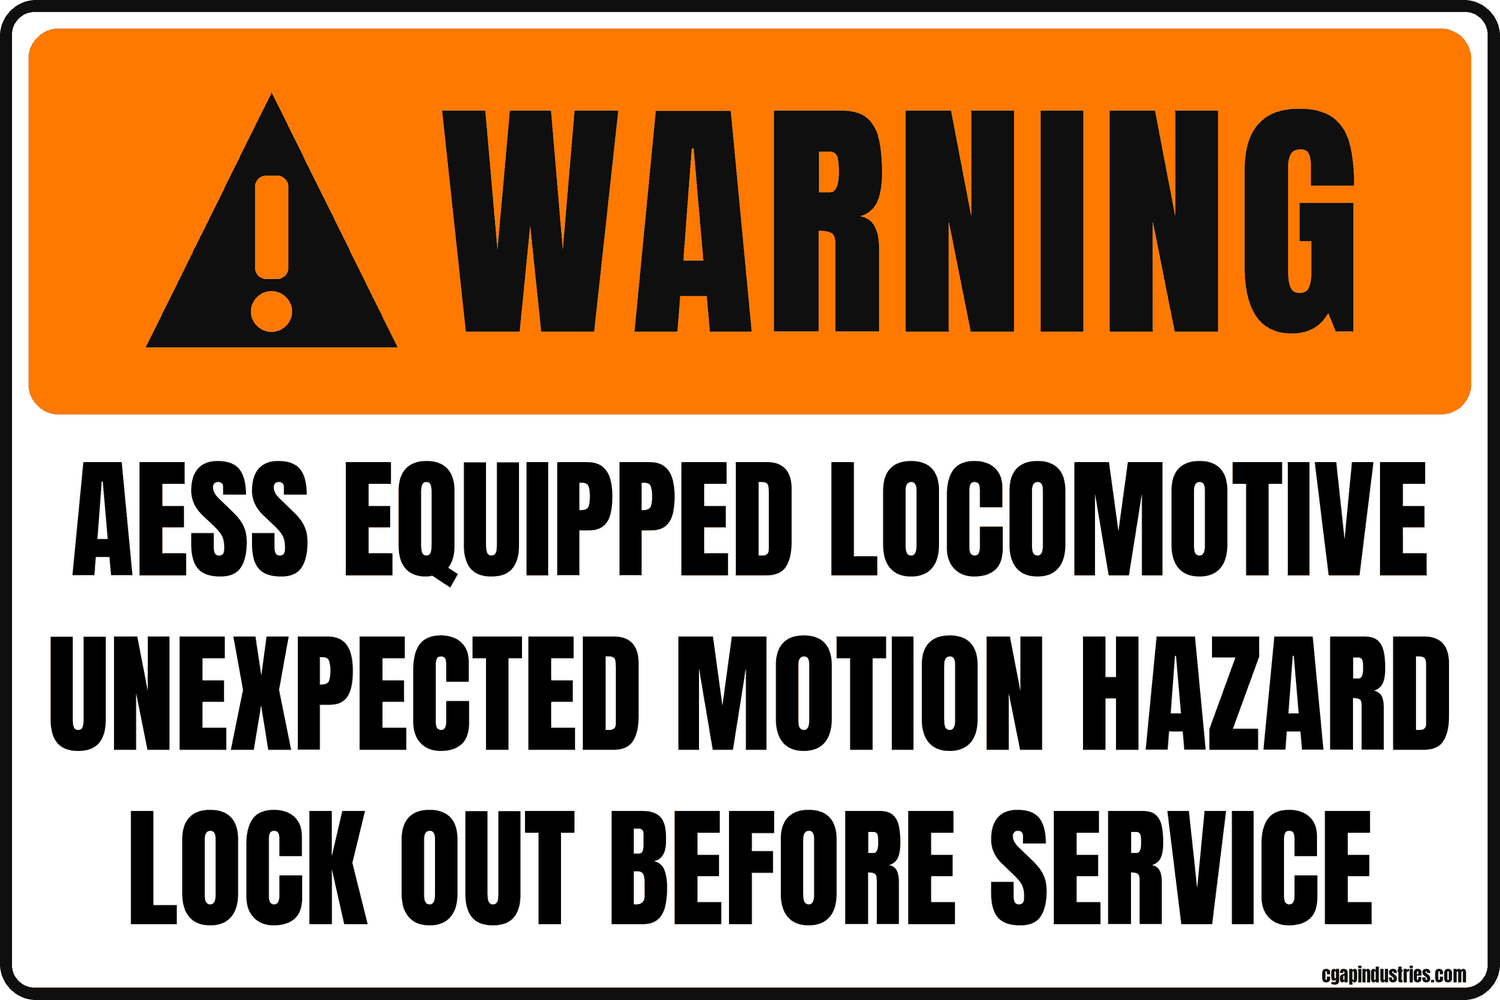 WARNING
AESS EQUIPPED LOCOMOTIVE
UNEXPECTED MOTION HAZARD
LOCK OUT BEFORE SERVICE
cgapindustries.com